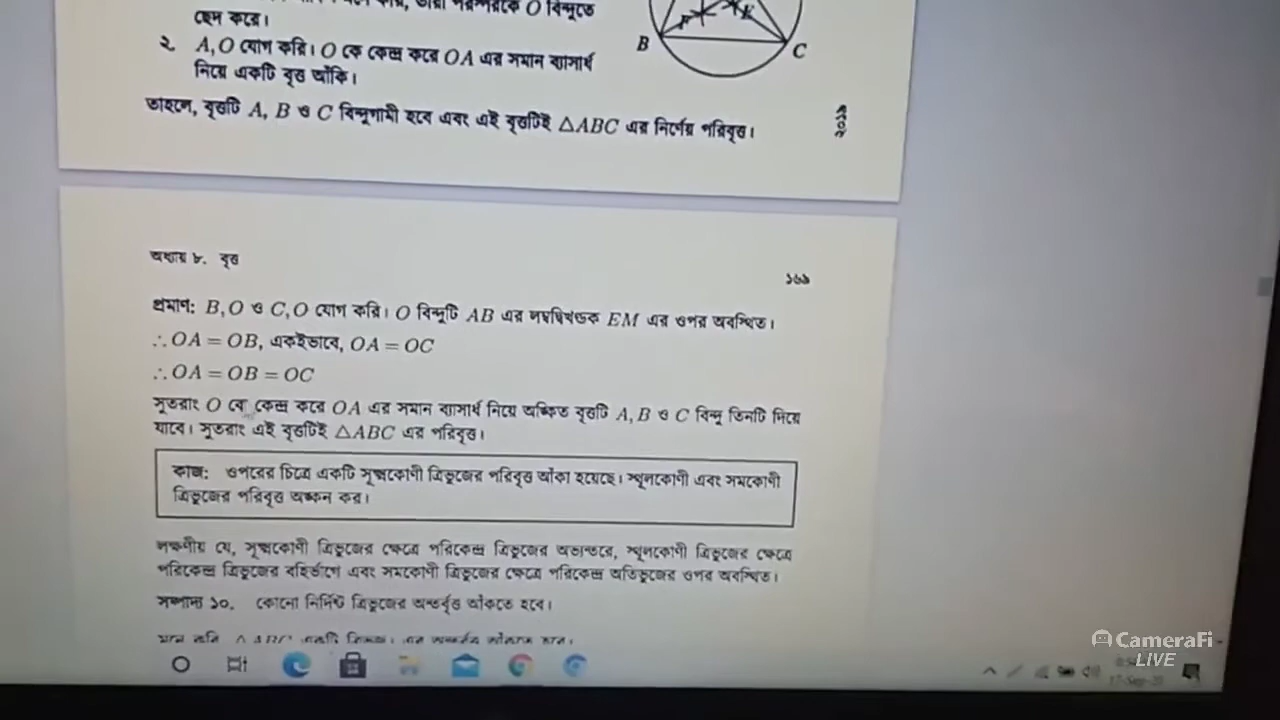 ছেদ করে।
B
C
২. A, O যোগ করি। O কে কেন্দ্র করে OA এর সমান ব্যাসার্ধ
নিয়ে একটি বৃত্ত আঁকি।
তাহলে, বৃত্তটি A, B ও C বিন্দুগামী হবে এবং এই বৃত্তটিই △ABC এর নির্ণেয় পরিবৃত্ত।
অধ্যায় ৮. বৃত্ত
১৬৯
প্রমাণ: B, O ও C, O যোগ করি। O বিন্দুটি AB এর লম্বদ্বিখণ্ডক EM এর ওপর অবস্থিত।
∴ OA = OB, একইভাবে, OA = OC
∴ OA = OB = OC
সুতরাং O কে কেন্দ্র করে OA এর সমান ব্যাসার্ধ নিয়ে অঙ্কিত বৃত্তটি A, B ও C বিন্দু তিনটি দিয়ে
যাবে। সুতরাং এই বৃত্তটিই △ABC এর পরিবৃত্ত।
কাজ: ওপরের চিত্রে একটি সূক্ষ্মকোণী ত্রিভুজের পরিবৃত্ত আঁকা হয়েছে। স্থূলকোণী এবং সমকোণী
ত্রিভুজের পরিবৃত্ত অঙ্কন কর।
লক্ষণীয় যে, সূক্ষ্মকোণী ত্রিভুজের ক্ষেত্রে পরিকেন্দ্র ত্রিভুজের অভ্যন্তরে, স্থূলকোণী ত্রিভুজের ক্ষেত্রে
পরিকেন্দ্র ত্রিভুজের বহির্ভাগে এবং সমকোণী ত্রিভুজের ক্ষেত্রে পরিকেন্দ্র অতিভুজের ওপর অবস্থিত।
সম্পাদ্য ১০. কোনো নির্দিষ্ট ত্রিভুজের অন্তর্বৃত্ত আঁকতে হবে।
CameraFi
LIVE